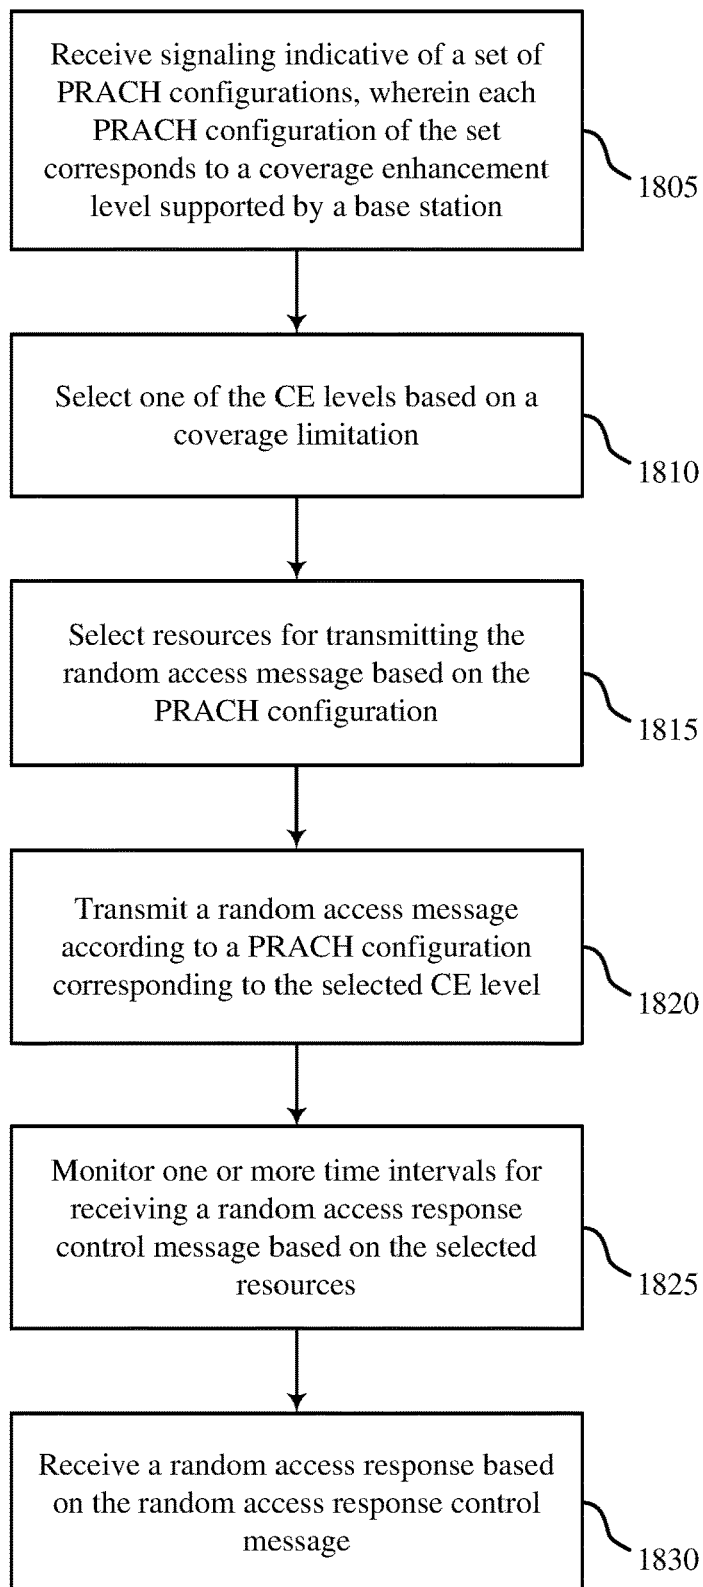 Receive signaling indicative of a set of
PRACH configurations, wherein each
PRACH configuration of the set
corresponds to a coverage enhancement
level supported by a base station
1805
Select one of the CE levels based on a
coverage limitation
1810
Select resources for transmitting the
random access message based on the
PRACH configuration
1815
Transmit a random access message
according to a PRACH configuration
corresponding to the selected CE level
1820
Monitor one or more time intervals for
receiving a random access response
control message based on the selected
resources
1825
Receive a random access response based
on the random access response control
message
1830